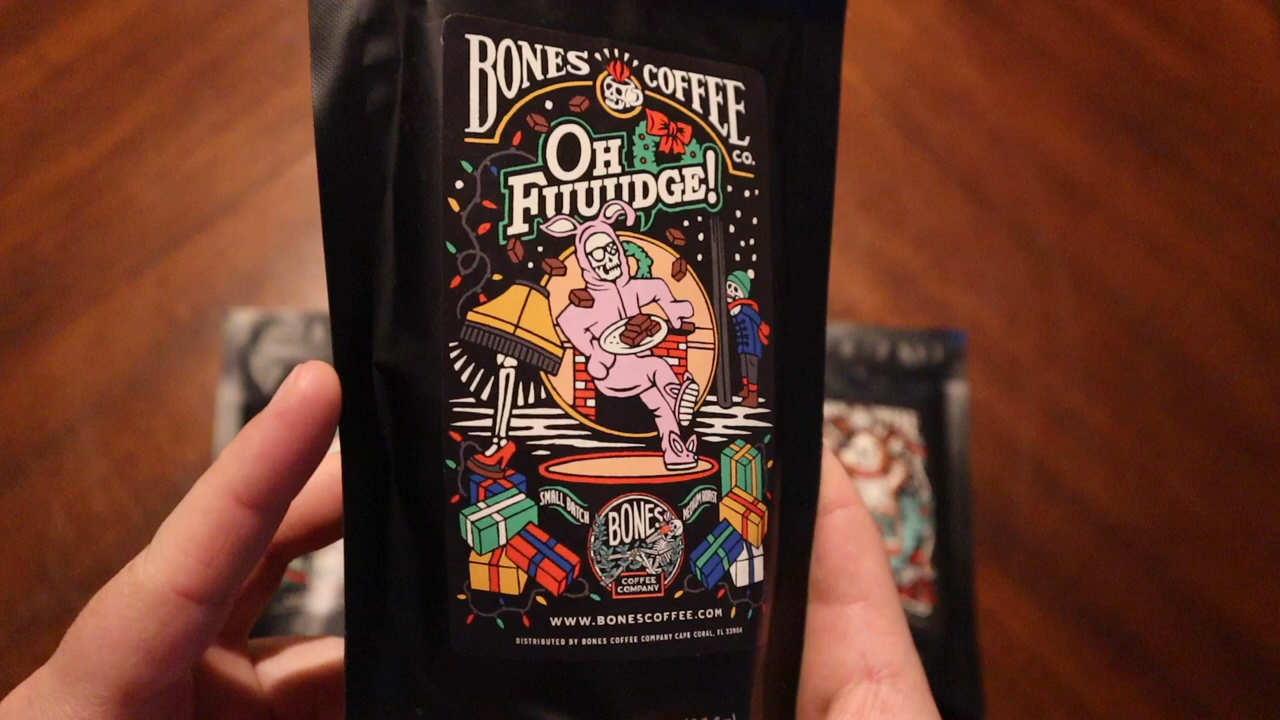 BONES COFFEE
CO.
OH
FUUUDGE!
SMALL BATCH
MEDIUM ROAST
BONES
COFFEE
COMPANY
WWW.BONESCOFFEE.COM
DISTRIBUTED BY BONES COFFEE COMPANY CAPE CORAL, FL 33904